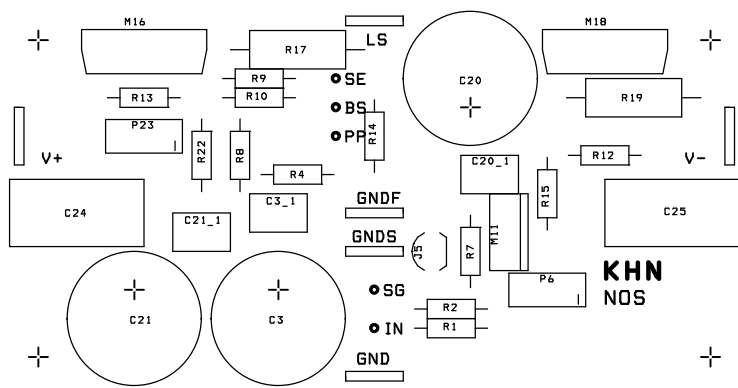 M16
M18
LS
R17
R9
SE
C20
R13
R10
BS
R19
P23
PP
R14
V+
R22
R8
R12
V-
C20_1
R4
R15
C3_1
GNDF
C24
C21_1
C25
GNDS
M11
J5
R7
KHN
P6
SG
NOS
R2
C21
C3
IN
R1
GND